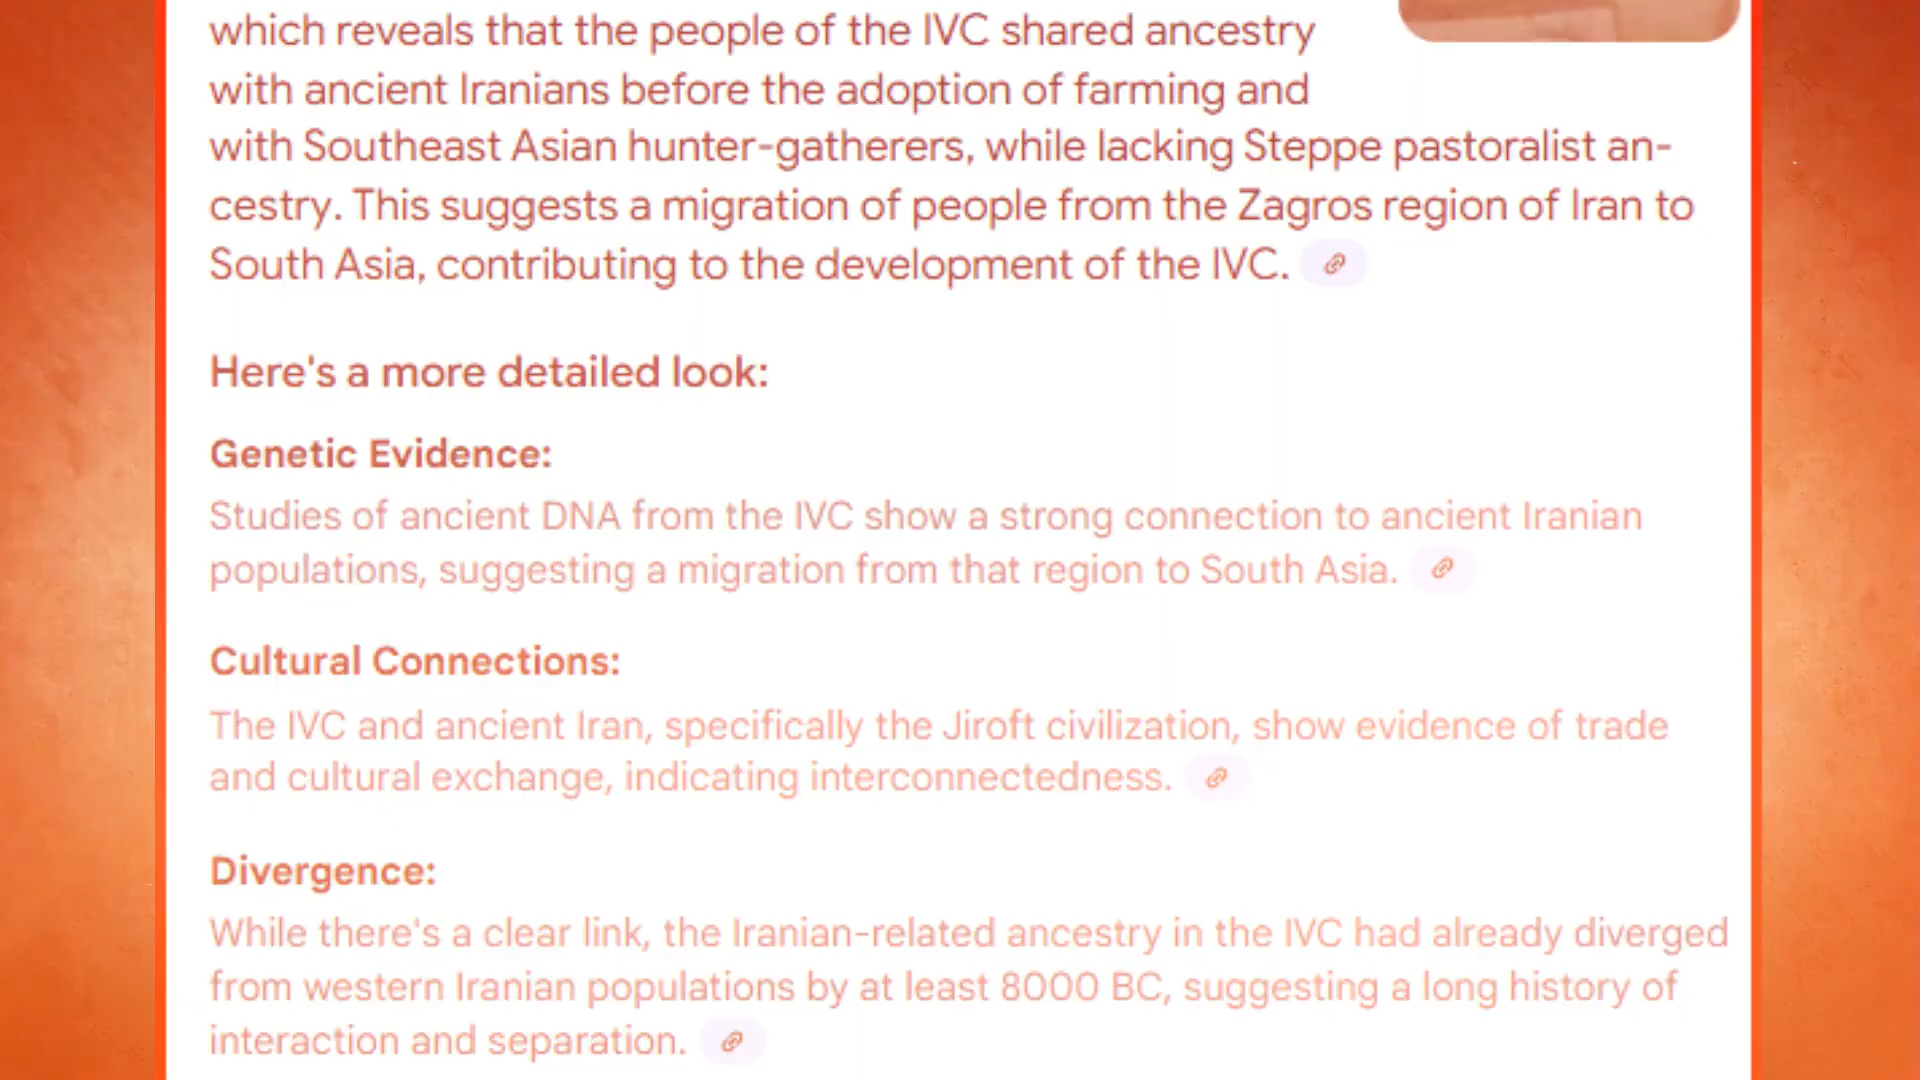 which reveals that the people of the IVC shared ancestry
with ancient Iranians before the adoption of farming and
with Southeast Asian hunter-gatherers, while lacking Steppe pastoralist an-
cestry. This suggests a migration of people from the Zagros region of Iran to
South Asia, contributing to the development of the IVC.
Here's a more detailed look:
Genetic Evidence:
Studies of ancient DNA from the IVC show a strong connection to ancient Iranian
populations, suggesting a migration from that region to South Asia.
Cultural Connections:
The IVC and ancient Iran, specifically the Jiroft civilization, show evidence of trade
and cultural exchange, indicating interconnectedness.
Divergence:
While there's a clear link, the Iranian-related ancestry in the IVC had already diverged
from western Iranian populations by at least 8000 BC, suggesting a long history of
interaction and separation.